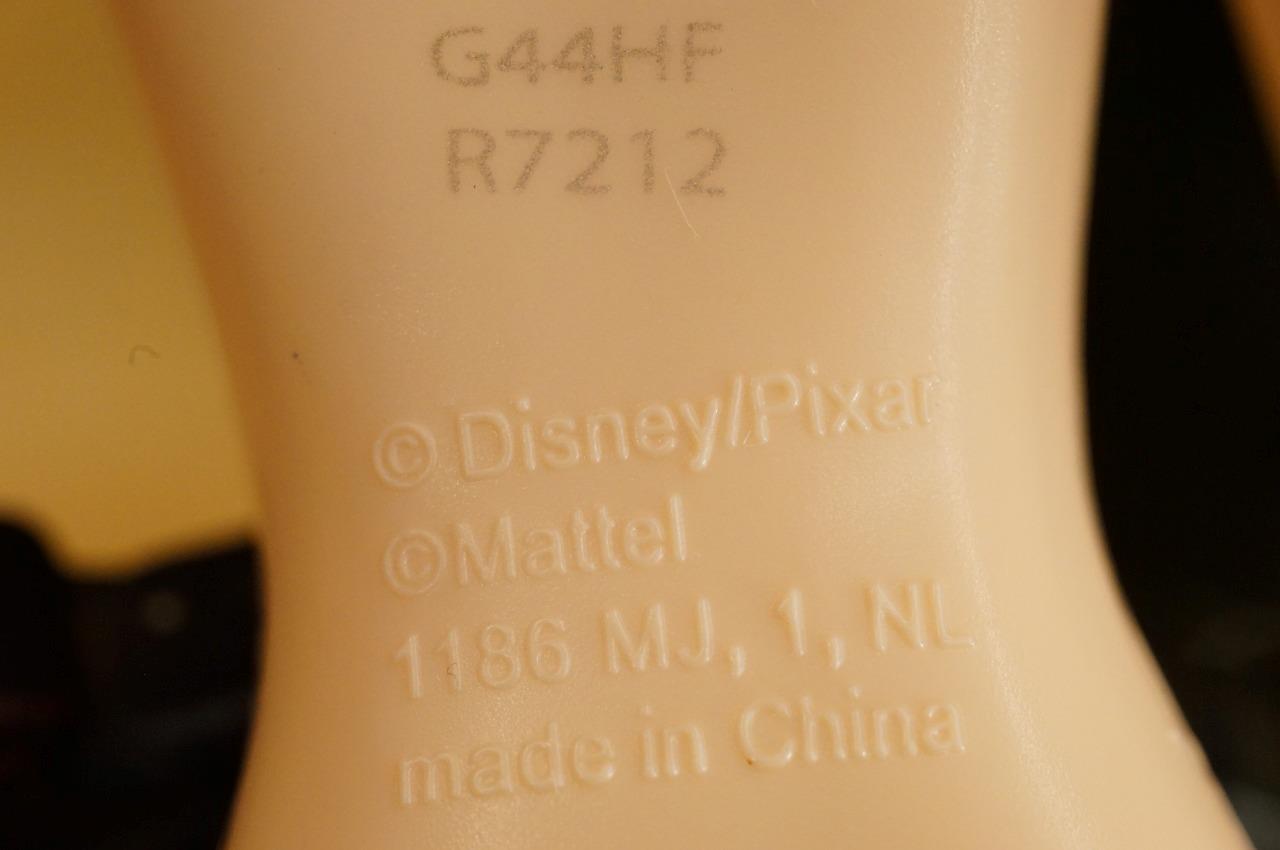 G44HF
R7212
© Disney/Pixar
©Mattel
1186 MJ, 1, NL
made in China